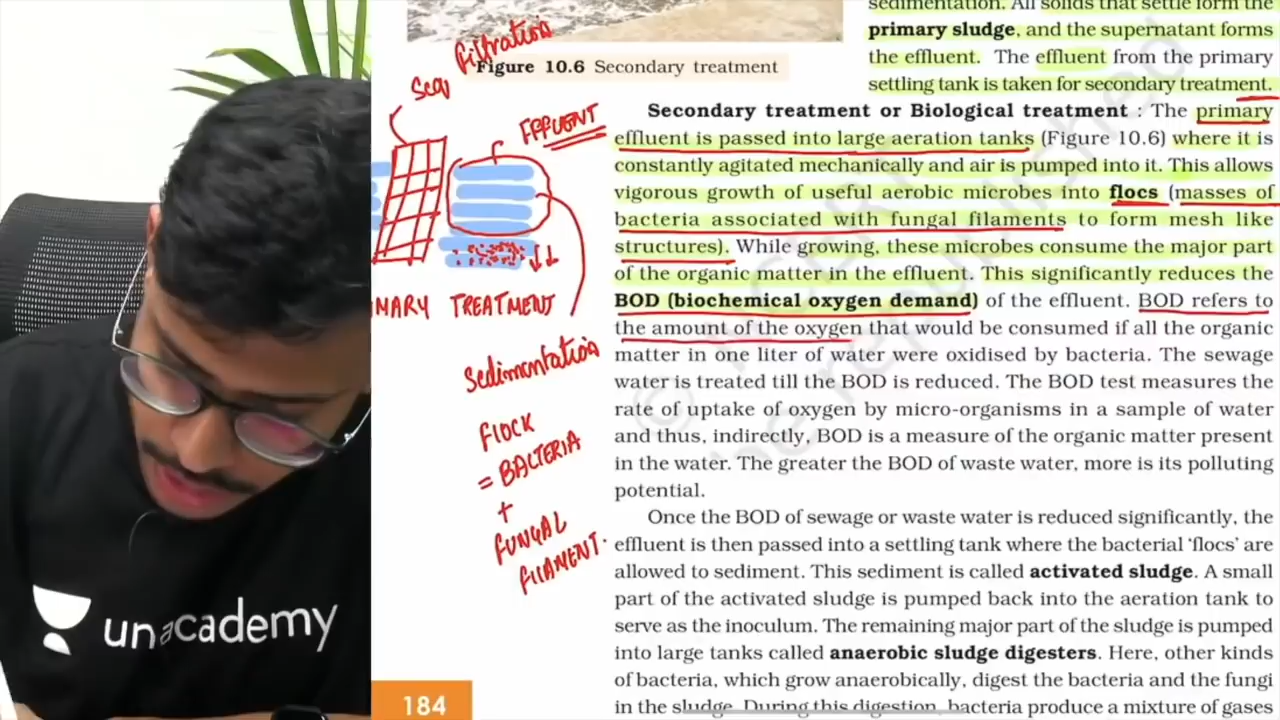 sedimentation. All solids that settle form the
primary sludge, and the supernatant forms
the effluent. The effluent from the primary
settling tank is taken for secondary treatment.
Filtration
Figure 10.6 Secondary treatment
EFFLUENT
MARY TREATMENT
Sedimentation
FlOCK
= BACTERIA
+
FUNGAL
FIlAMENT.
Secondary treatment or Biological treatment : The primary
effluent is passed into large aeration tanks (Figure 10.6) where it is
constantly agitated mechanically and air is pumped into it. This allows
vigorous growth of useful aerobic microbes into flocs (masses of
bacteria associated with fungal filaments to form mesh like
structures). While growing, these microbes consume the major part
of the organic matter in the effluent. This significantly reduces the
BOD (biochemical oxygen demand) of the effluent. BOD refers to
the amount of the oxygen that would be consumed if all the organic
matter in one liter of water were oxidised by bacteria. The sewage
water is treated till the BOD is reduced. The BOD test measures the
rate of uptake of oxygen by micro-organisms in a sample of water
and thus, indirectly, BOD is a measure of the organic matter present
in the water. The greater the BOD of waste water, more is its polluting
potential.
Once the BOD of sewage or waste water is reduced significantly, the
effluent is then passed into a settling tank where the bacterial 'flocs' are
allowed to sediment. This sediment is called activated sludge. A small
part of the activated sludge is pumped back into the aeration tank to
serve as the inoculum. The remaining major part of the sludge is pumped
into large tanks called anaerobic sludge digesters. Here, other kinds
of bacteria, which grow anaerobically, digest the bacteria and the fungi
in the sludge. During this digestion, bacteria produce a mixture of gases
unacademy
184